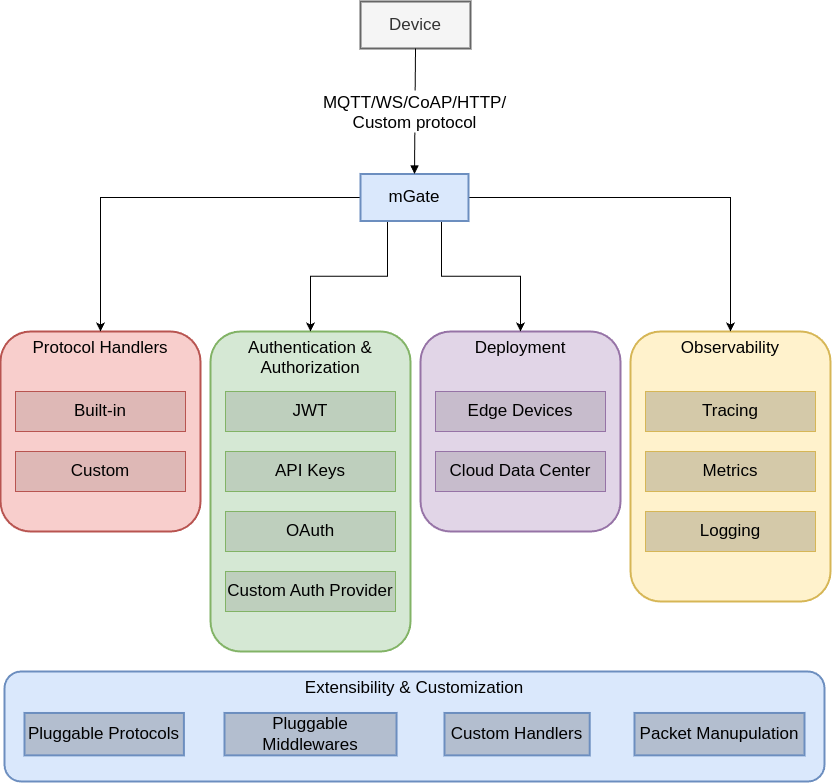 Device
MQTT/WS/CoAP/HTTP/
Custom protocol
mGate
Protocol Handlers
Built-in
Custom
Authentication &
Authorization
JWT
API Keys
OAuth
Custom Auth Provider
Deployment
Edge Devices
Cloud Data Center
Observability
Tracing
Metrics
Logging
Extensibility & Customization
Pluggable Protocols
Pluggable
Middlewares
Custom Handlers
Packet Manupulation